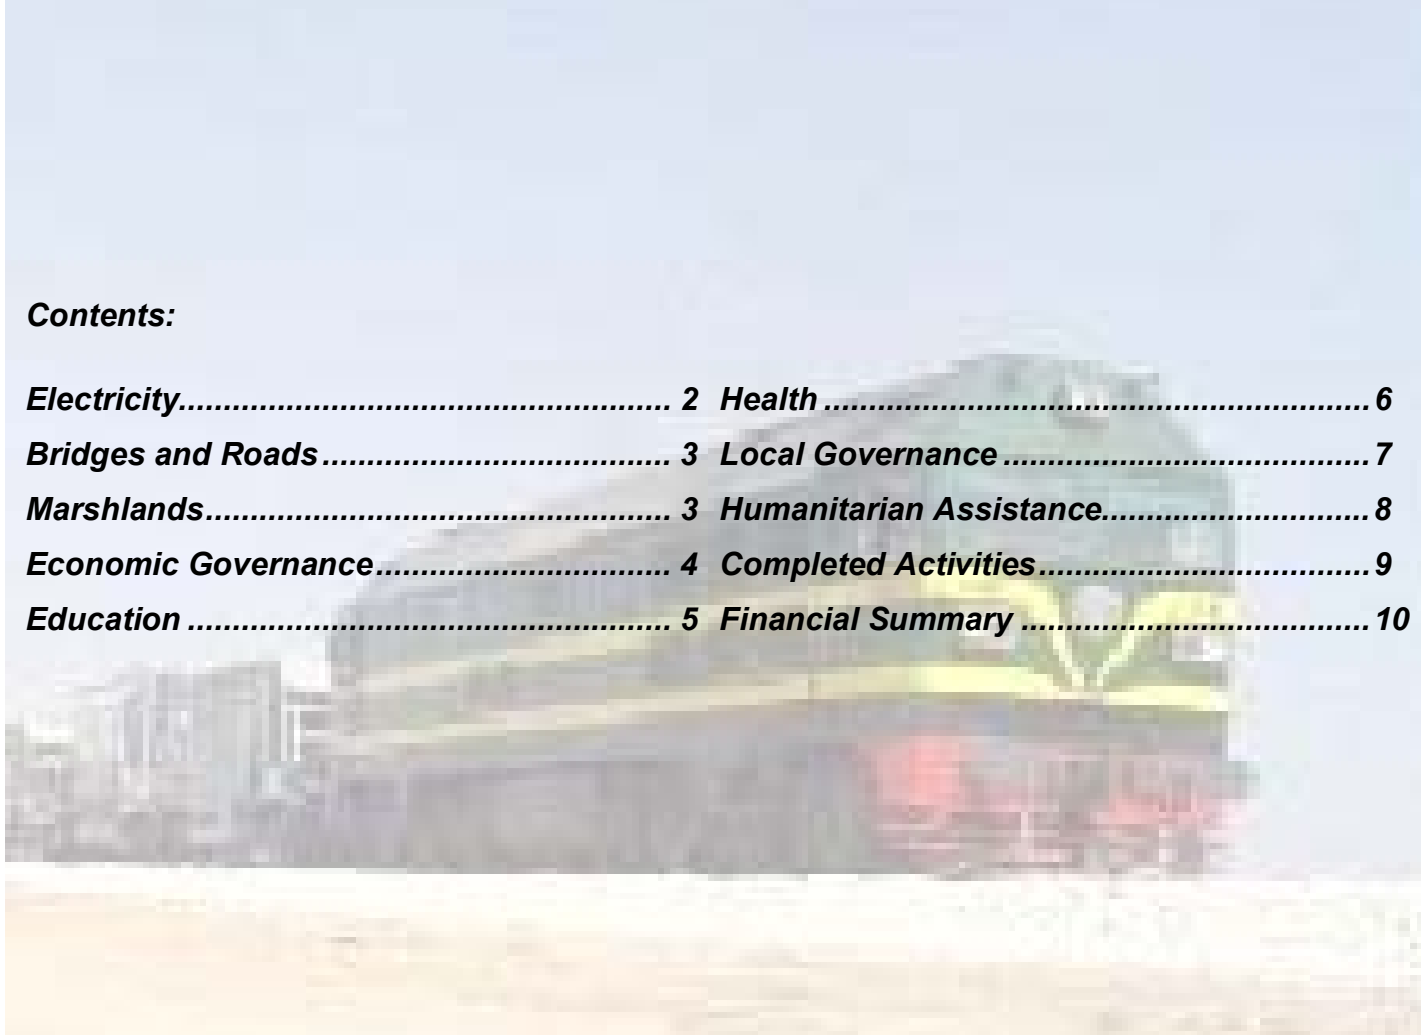 Contents:
Electricity....................................................... 2
Bridges and Roads....................................... 3
Marshlands.................................................... 3
Economic Governance................................. 4
Education...................................................... 5
Health............................................................. 6
Local Governance......................................... 7
Humanitarian Assistance.............................. 8
Completed Activities..................................... 9
Financial Summary....................................... 10